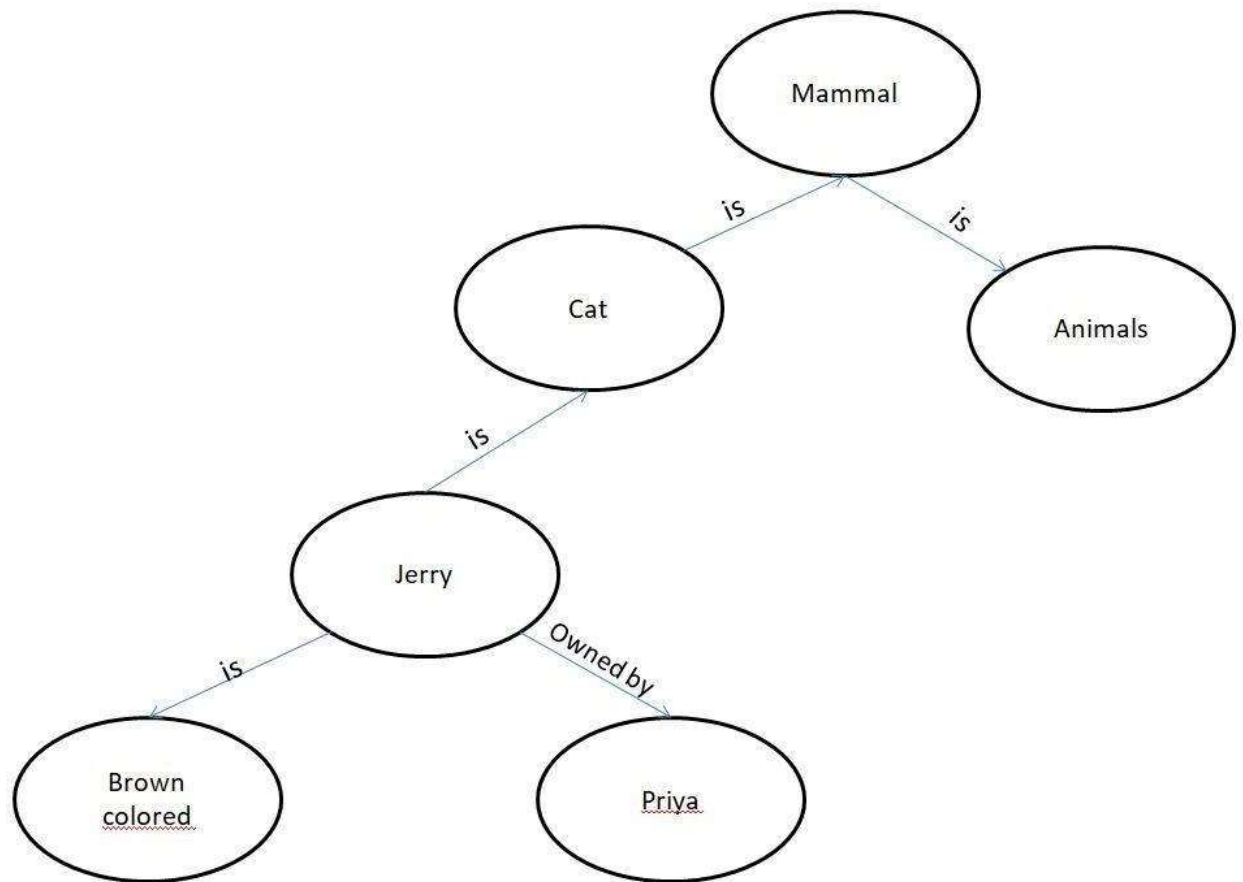 Mammal
is
is
Cat
Animals
is
Jerry
is
Owned by
Brown
colored
Priya